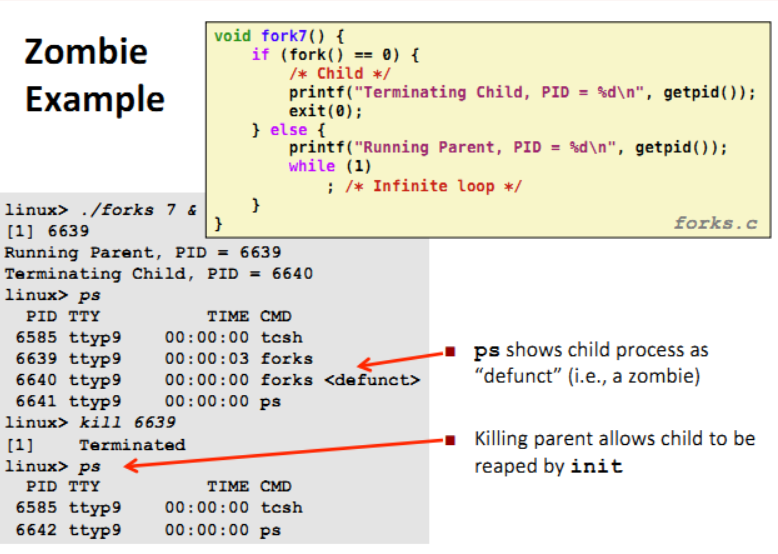 Zombie
Example
void fork7() {
    if (fork() == 0) {
        /* Child */
        printf("Terminating Child, PID = %d\n", getpid());
        exit(0);
    } else {
        printf("Running Parent, PID = %d\n", getpid());
        while (1)
            ; /* Infinite loop */
    }
}
forks.c
linux> ./forks 7 &
[1] 6639
Running Parent, PID = 6639
Terminating Child, PID = 6640
linux> ps
  PID TTY          TIME CMD
 6585 ttyp9    00:00:00 tcsh
 6639 ttyp9    00:00:03 forks
 6640 ttyp9    00:00:00 forks <defunct>
 6641 ttyp9    00:00:00 ps
linux> kill 6639
[1]    Terminated
linux> ps
  PID TTY          TIME CMD
 6585 ttyp9    00:00:00 tcsh
 6642 ttyp9    00:00:00 ps
ps shows child process as
“defunct” (i.e., a zombie)
Killing parent allows child to be
reaped by init